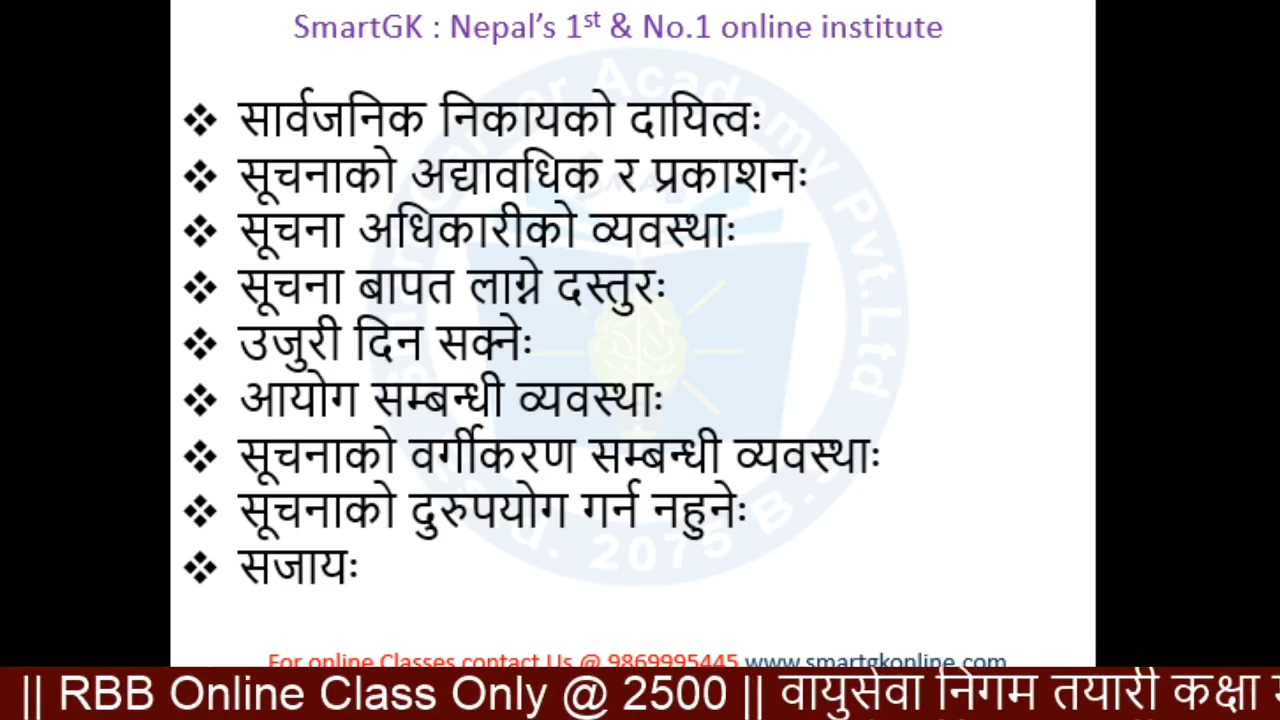 SmartGK : Nepal's 1st & No.1 online institute
❖ सार्वजनिक निकायको दायित्वः
❖ सूचनाको अद्यावधिक र प्रकाशनः
❖ सूचना अधिकारीको व्यवस्थाः
❖ सूचना बापत लाग्ने दस्तुरः
❖ उजुरी दिन सक्नेः
❖ आयोग सम्बन्धी व्यवस्थाः
❖ सूचनाको वर्गीकरण सम्बन्धी व्यवस्थाः
❖ सूचनाको दुरुपयोग गर्न नहुनेः
❖ सजायः
For online Classes contact Us @ 9869995445 www.smartgkonline.com
|| RBB Online Class Only @ 2500 || वायुसेवा निगम तयारी कक्षा